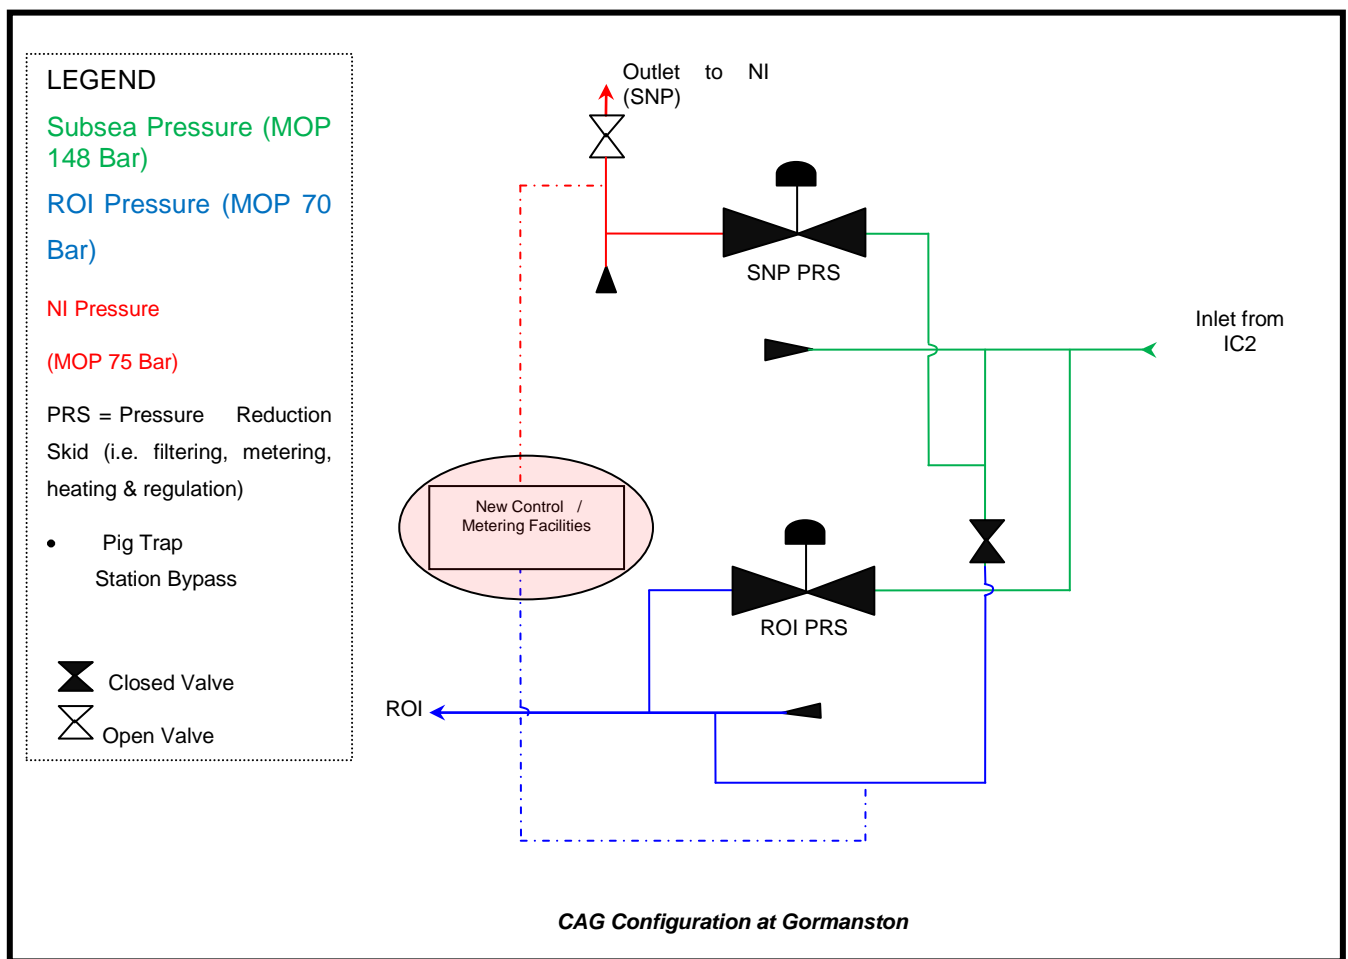 LEGEND
Subsea Pressure (MOP
148 Bar)
ROI Pressure (MOP 70
Bar)
NI Pressure
(MOP 75 Bar)
PRS = Pressure Reduction
Skid (i.e. filtering, metering,
heating & regulation)
• Pig Trap
Station Bypass
Closed Valve
Open Valve
Outlet to NI
(SNP)
SNP PRS
Inlet from
IC2
New Control /
Metering Facilities
ROI PRS
ROI
CAG Configuration at Gormanston